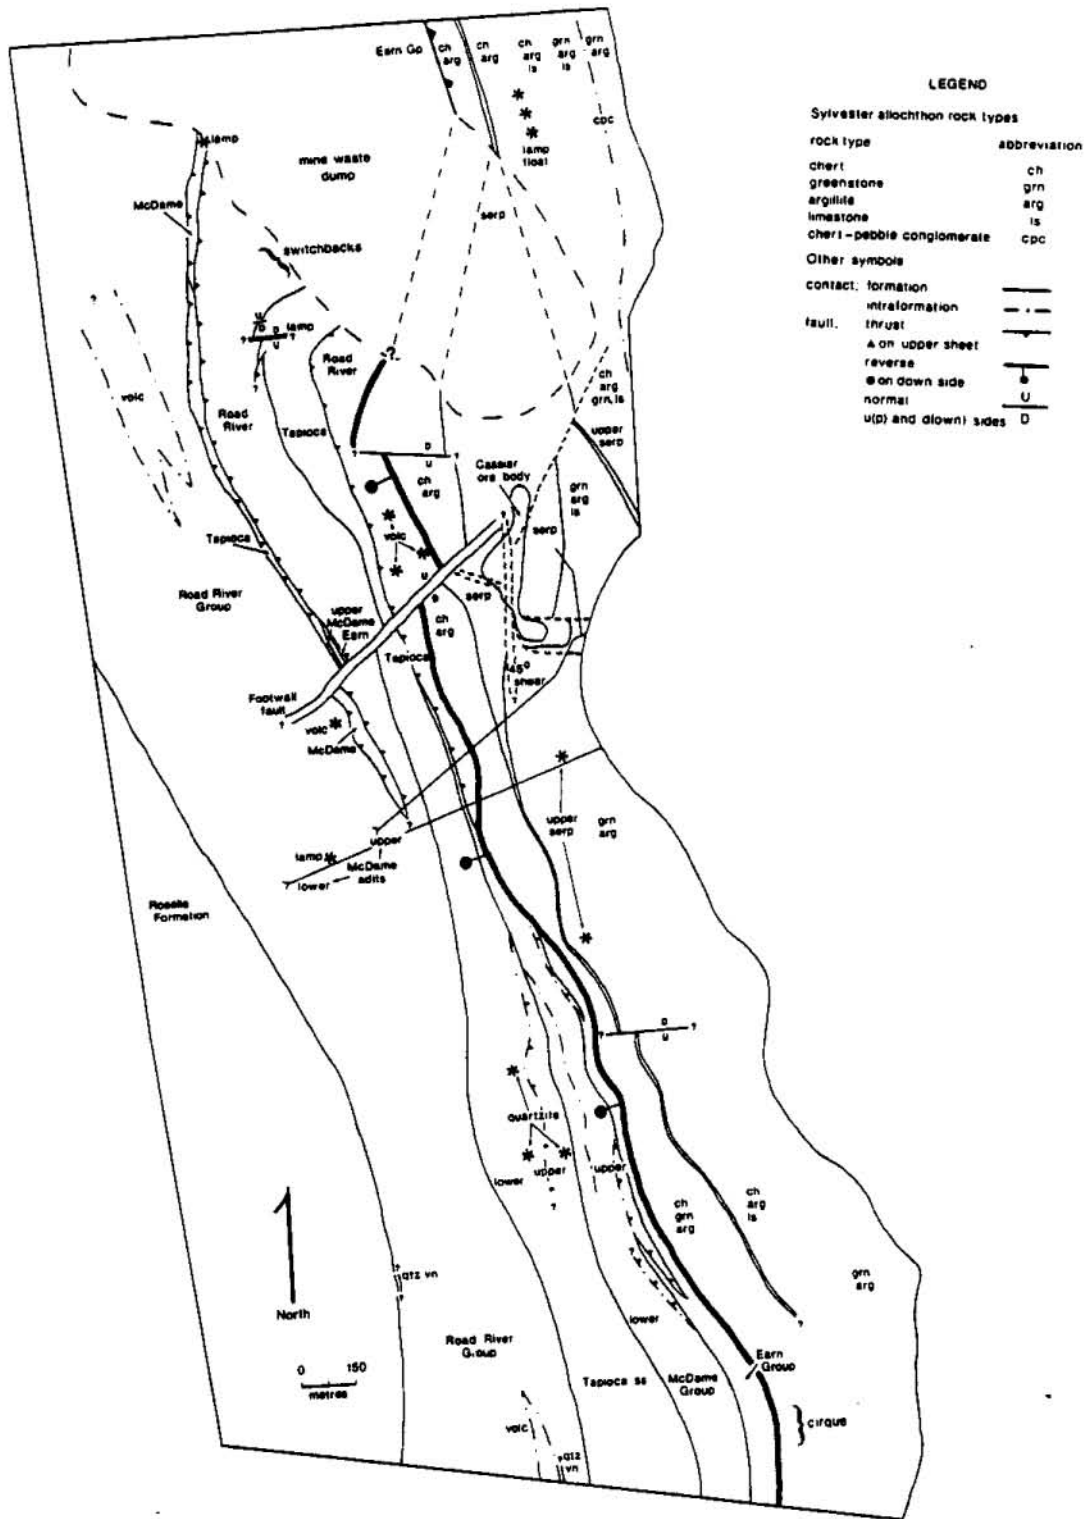 Earn Gp
ch
arg
ch
arg
ch
arg
ls
grn
arg
ls
grn
arg
LEGEND
Sylvester allochthon rock types
rock type abbreviation
chert ch
greenstone grn
argillite arg
limestone ls
chert-pebble conglomerate cpc
Other symbols
contact: formation
intraformation
fault: thrust
▲ on upper sheet
reverse
● on down side
normal U
u(p) and d(own) sides D
cpc
lamp
float
lamp
mine waste
dump
McDame
serp
switchbacks
?
U
D
D
U
? lamp ?
?
Road
River
?
volc
Road
River
Tapioca
ch
arg
grn, ls
upper
serp
? D ?
U
Cassiar
ore body
ch
arg
grn
arg
ls
serp
volc
?
?
Tapioca
Road River
Group
U
D
serp
ch
arg
upper
McDame
Earn
Tapioca
45°
shear
?
Footwall
fault
?
volc
McDame
?
?
upper
lamp
McDame
adits
? lower
upper
serp
grn
arg
Rosella
Formation
? D ?
U
quartzite
lower
upper
?
upper
ch
grn
arg
ch
arg
ls
?
grn
arg
?
?
qtz vn
?
North
0 150
metres
lower
Road River
Group
Tapioca ss
McDame
Group
Earn
Group
cirque
volc
?
qtz
vn